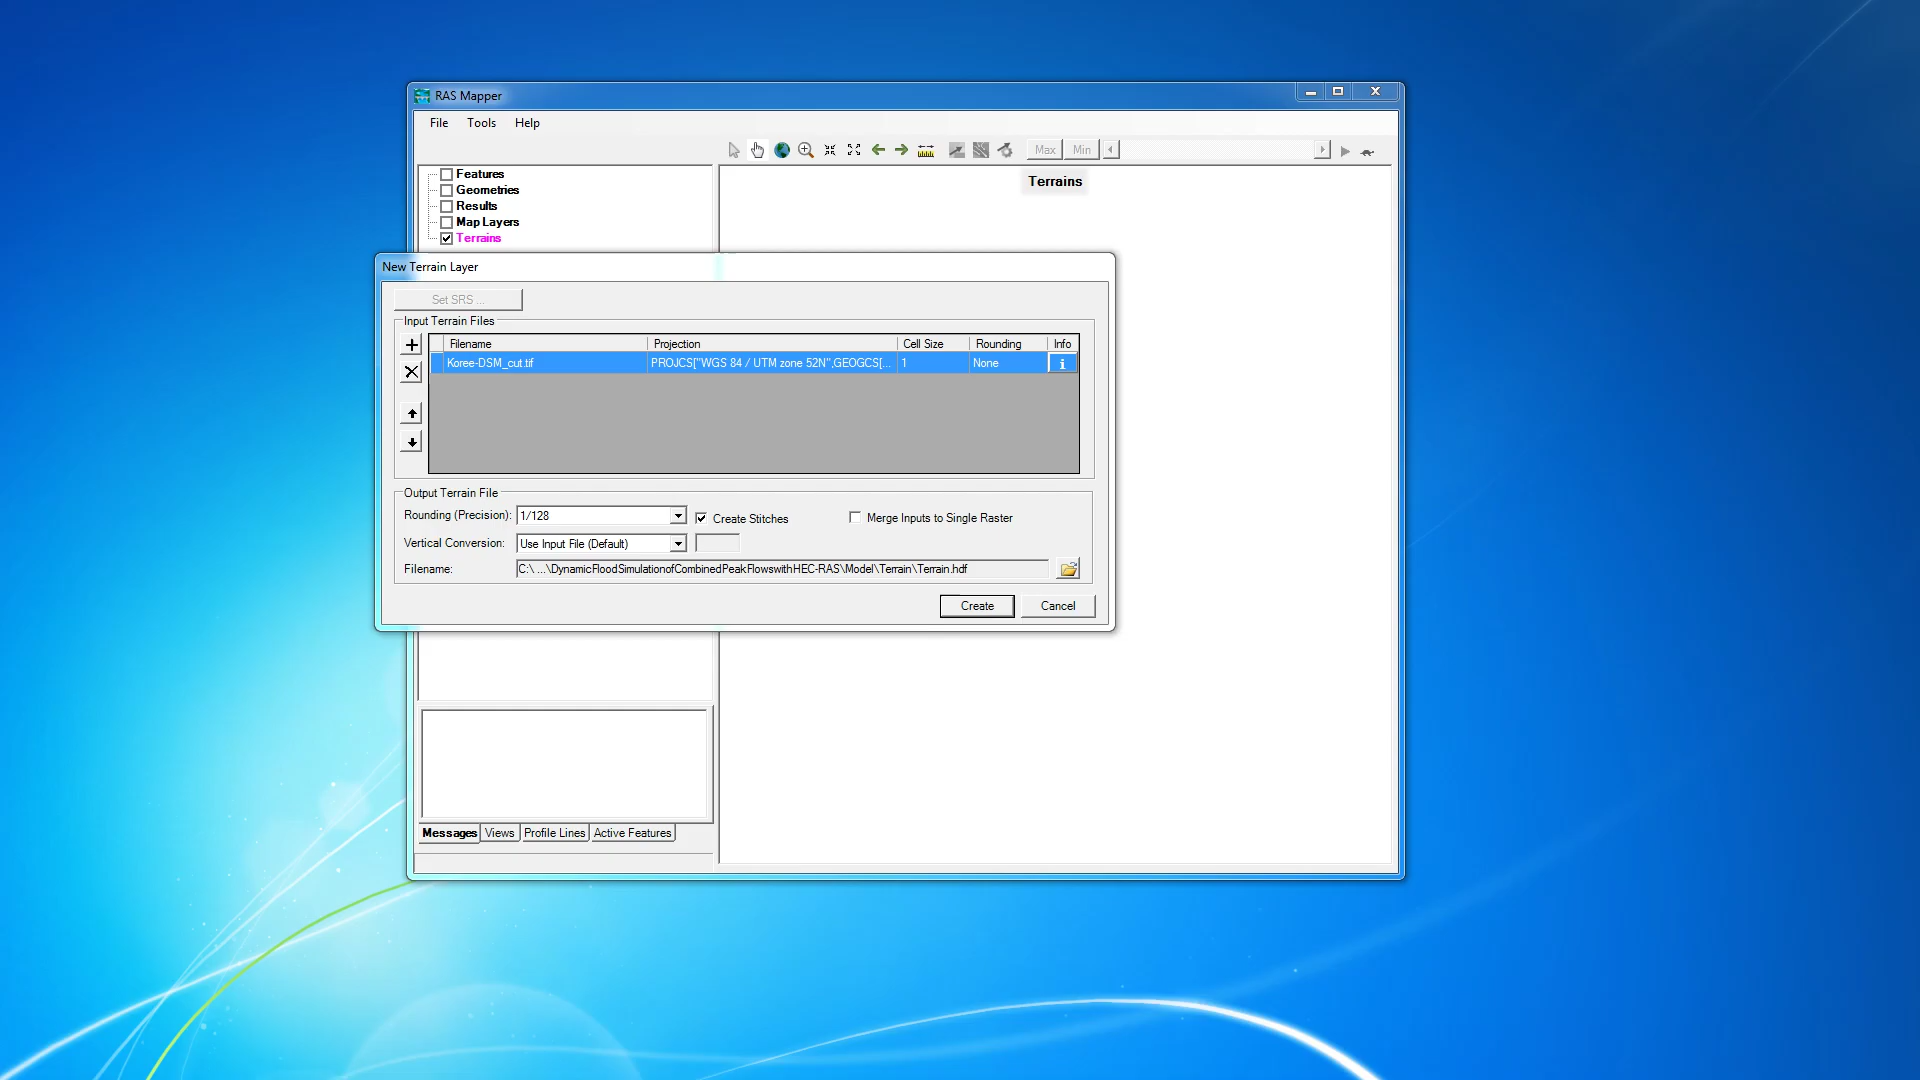 RAS Mapper
File Tools Help
Max Min
Features
Geometries
Results
Map Layers
Terrains
Terrains
New Terrain Layer
Set SRS ...
Input Terrain Files
Filename Projection Cell Size Rounding Info
Koree-DSM_cut.tif PROJCS["WGS 84 / UTM zone 52N",GEOGCS[... 1 None i
Output Terrain File
Rounding (Precision): 1/128 Create Stitches Merge Inputs to Single Raster
Vertical Conversion: Use Input File (Default)
Filename: C:\ ...\DynamicFloodSimulationofCombinedPeakFlowswithHEC-RAS\Model\Terrain\Terrain.hdf
Create Cancel
Messages Views Profile Lines Active Features